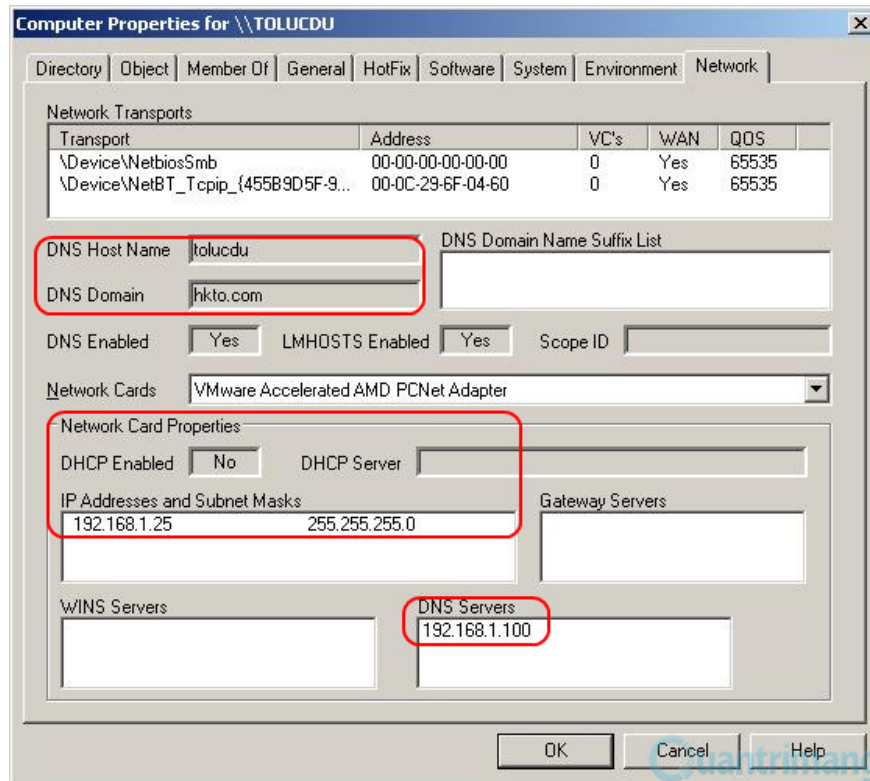 Computer Properties for \\TOLUCDU
Directory Object Member Of General HotFix Software System Environment Network
Network Transports
Transport Address VC's WAN QOS
\Device\NetbiosSmb 00-00-00-00-00-00 0 Yes 65535
\Device\NetBT_Tcpip_{455B9D5F-9... 00-0C-29-6F-04-60 0 Yes 65535
DNS Host Name tolucdu DNS Domain Name Suffix List
DNS Domain hkto.com
DNS Enabled Yes LMHOSTS Enabled Yes Scope ID
Network Cards VMware Accelerated AMD PCNet Adapter
Network Card Properties
DHCP Enabled No DHCP Server
IP Addresses and Subnet Masks Gateway Servers
192.168.1.25 255.255.255.0
WINS Servers DNS Servers
192.168.1.100
OK Cancel Help
Quantrimang